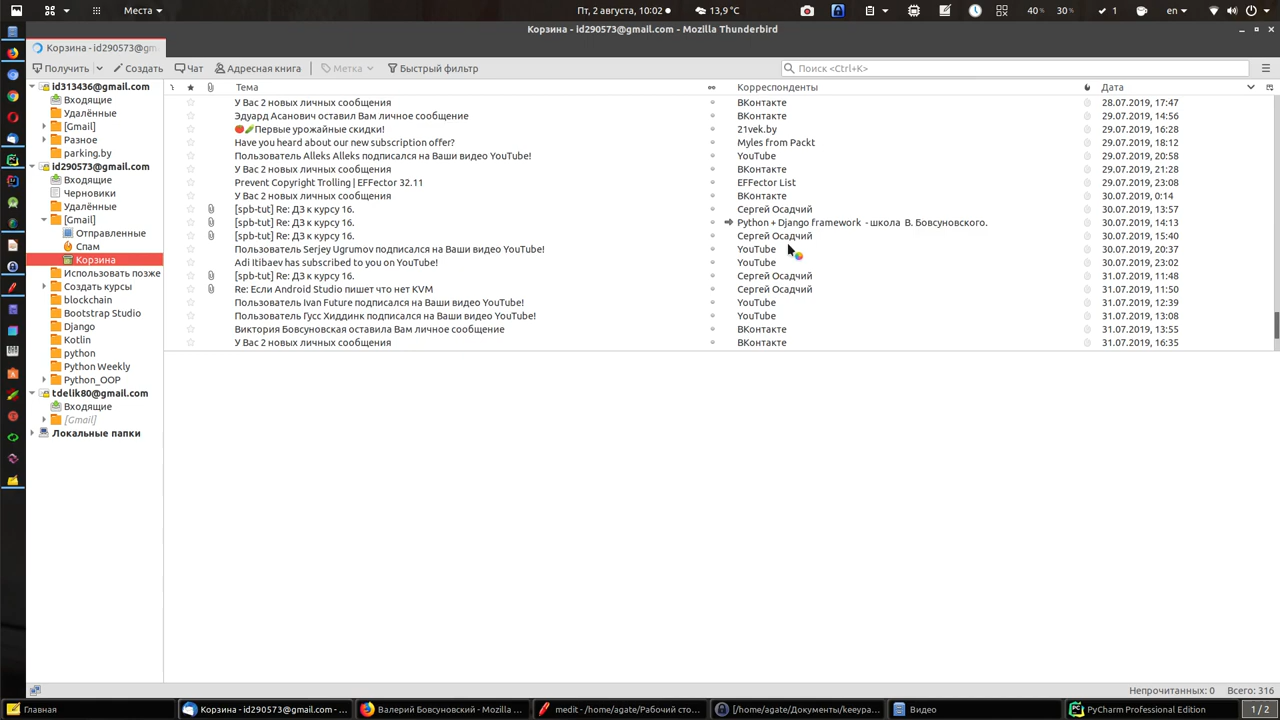 Места
Пт, 2 августа, 10:02
13,9 °C
40%
1
en
Корзина - id290573@gmail.com - Mozilla Thunderbird
Корзина - id290573@gm
Получить
Создать
Чат
Адресная книга
Метка
Быстрый фильтр
Поиск <Ctrl+K>
id313436@gmail.com
Входящие
Удалённые
[Gmail]
Разное
parking.by
id290573@gmail.com
Входящие
Черновики
Удалённые
[Gmail]
Отправленные
Спам
Корзина
Использовать позже
Создать курсы
blockchain
Bootstrap Studio
Django
Kotlin
python
Python Weekly
Python_OOP
tdelik80@gmail.com
Входящие
[Gmail]
Локальные папки
Тема Корреспонденты Дата
У Вас 2 новых личных сообщения ВКонтакте 28.07.2019, 17:47
Эдуард Асанович оставил Вам личное сообщение ВКонтакте 29.07.2019, 14:56
Первые урожайные скидки! 21vek.by 29.07.2019, 16:28
Have you heard about our new subscription offer? Myles from Packt 29.07.2019, 18:12
Пользователь Alleks Alleks подписался на Ваши видео YouTube! YouTube 29.07.2019, 20:58
У Вас 2 новых личных сообщения ВКонтакте 29.07.2019, 21:28
Prevent Copyright Trolling | EFFector 32.11 EFFector List 29.07.2019, 23:08
У Вас 2 новых личных сообщения ВКонтакте 30.07.2019, 0:14
[spb-tut] Re: ДЗ к курсу 16. Сергей Осадчий 30.07.2019, 13:57
[spb-tut] Re: ДЗ к курсу 16. Python + Django framework - школа В. Бовсуновского. 30.07.2019, 14:13
[spb-tut] Re: ДЗ к курсу 16. Сергей Осадчий 30.07.2019, 15:40
Пользователь Serjey Ugrumov подписался на Ваши видео YouTube! YouTube 30.07.2019, 20:37
Adi Itibaev has subscribed to you on YouTube! YouTube 30.07.2019, 23:02
[spb-tut] Re: ДЗ к курсу 16. Сергей Осадчий 31.07.2019, 11:48
Re: Если Android Studio пишет что нет KVM Сергей Осадчий 31.07.2019, 11:50
Пользователь Ivan Future подписался на Ваши видео YouTube! YouTube 31.07.2019, 12:39
Пользователь Гусс Хиддинк подписался на Ваши видео YouTube! YouTube 31.07.2019, 13:08
Виктория Бовсуновская оставила Вам личное сообщение ВКонтакте 31.07.2019, 13:55
У Вас 2 новых личных сообщения ВКонтакте 31.07.2019, 16:35
Непрочитанных: 0 Всего: 316
Главная
Корзина - id290573@gmail.com - ...
Валерий Бовсуновский - Mozilla ...
medit - /home/agate/Рабочий сто...
[/home/agate/Документы/keeypa...
Видео
PyCharm Professional Edition
1 / 2